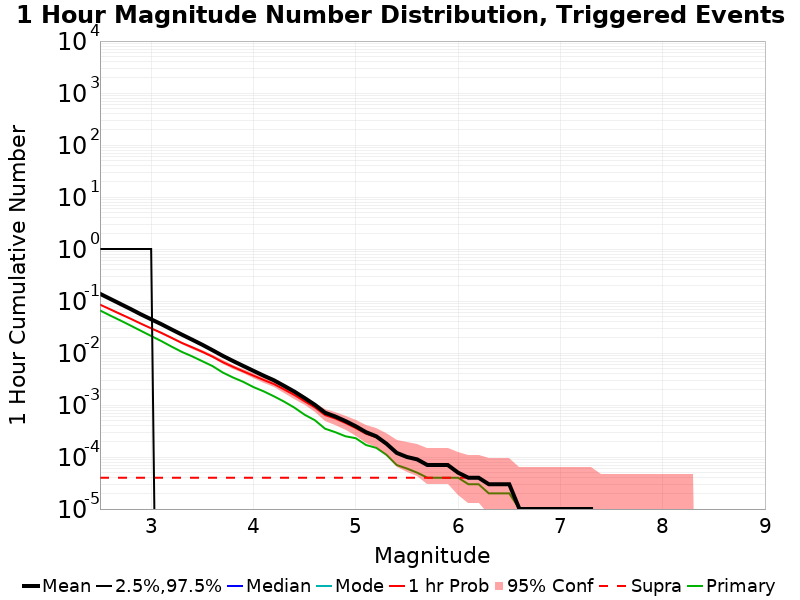 1 Hour Magnitude Number Distribution, Triggered Events
1 Hour Cumulative Number
10^4
10^3
10^2
10^1
10^0
10^-1
10^-2
10^-3
10^-4
10^-5
3 4 5 6 7 8 9
Magnitude
Mean 2.5%,97.5% Median Mode 1 hr Prob 95% Conf Supra Primary